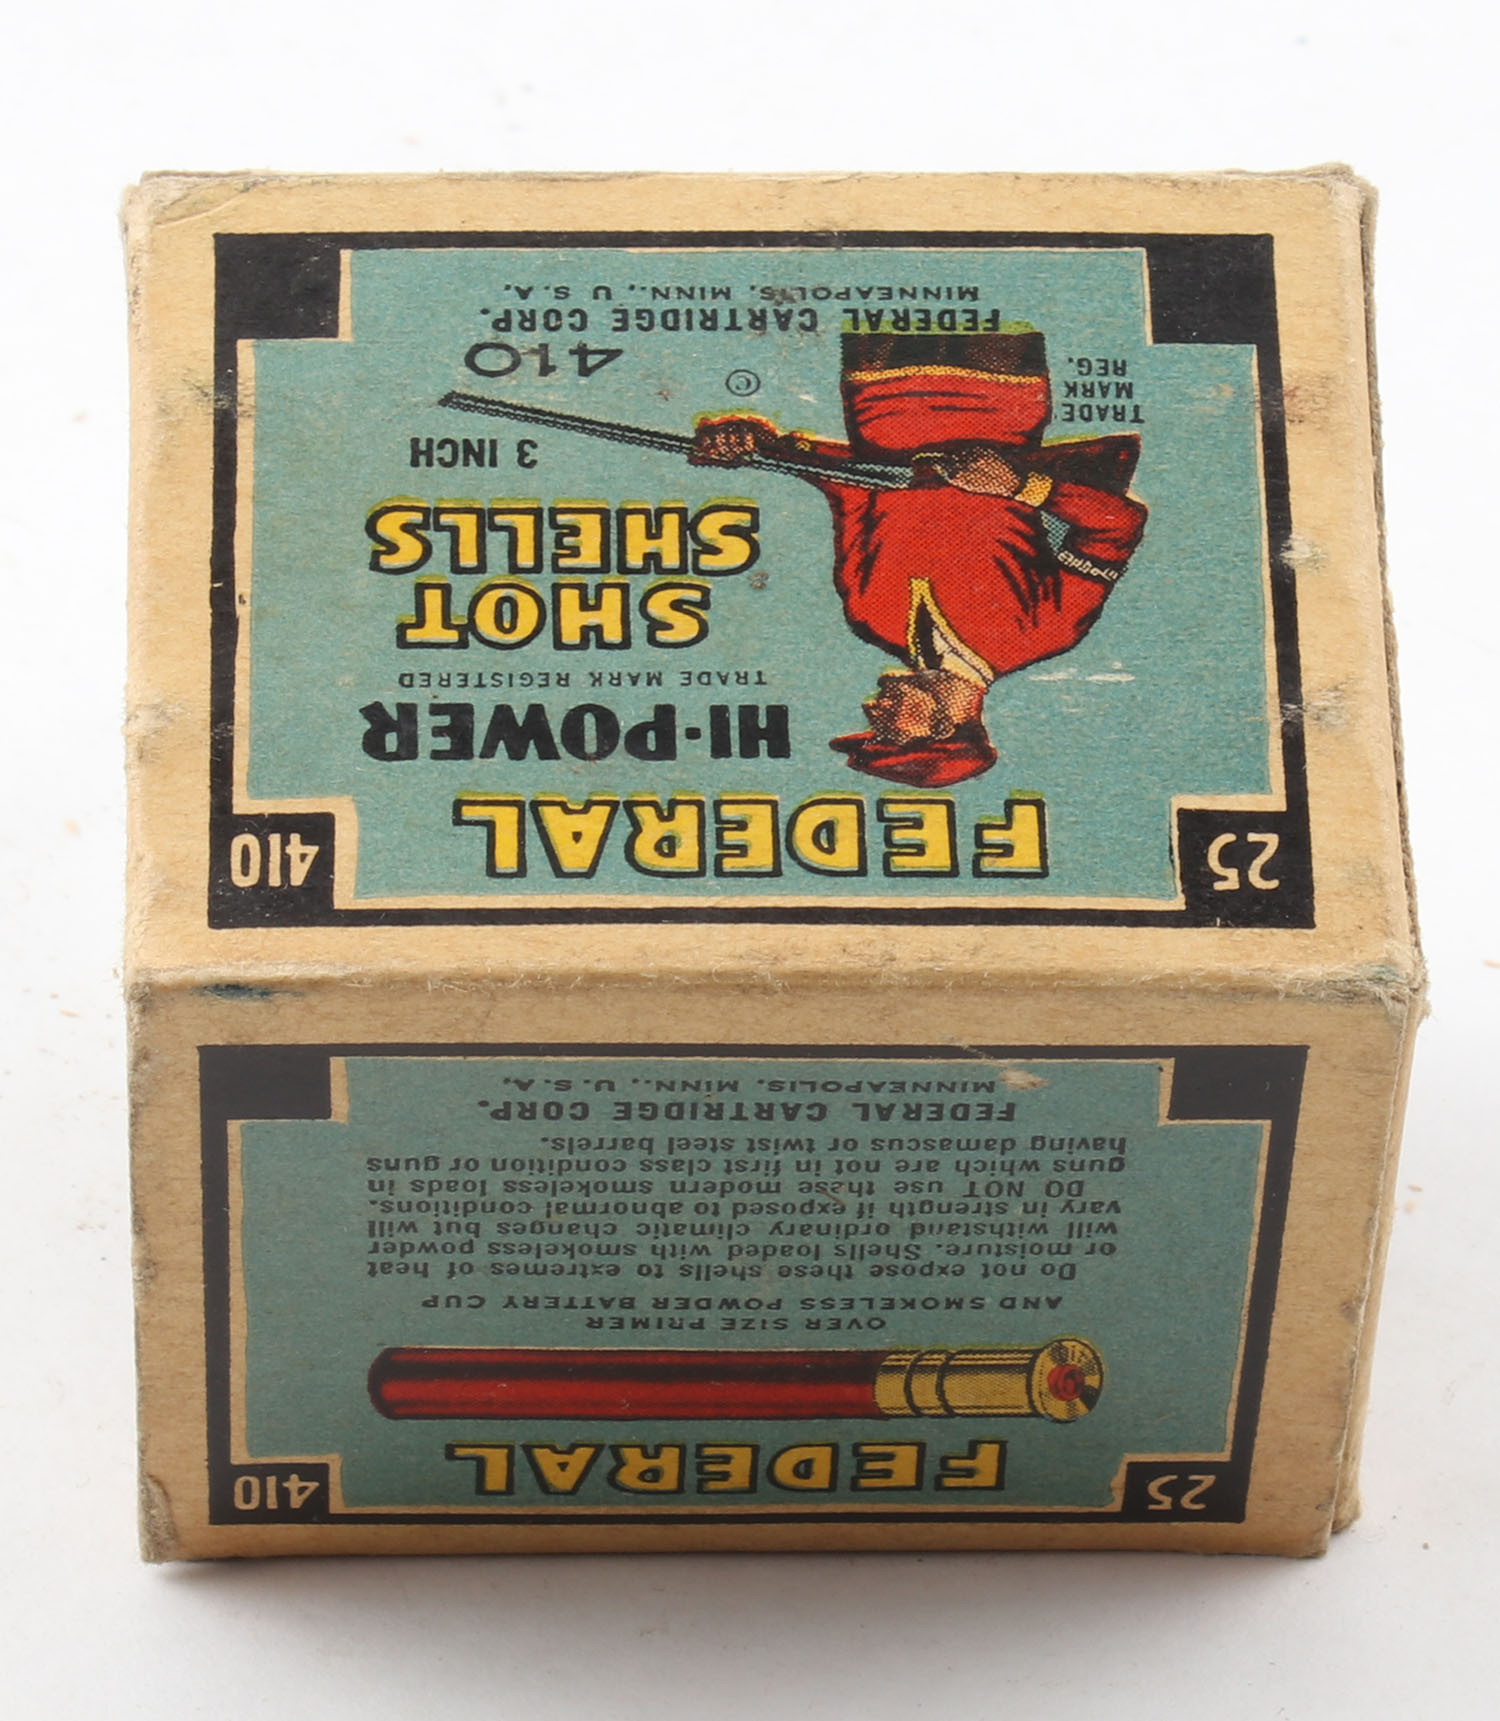 25
410
FEDERAL
HI-POWER
TRADE MARK REGISTERED
SHOT
SHELLS
3 INCH
410
©
TRADE
MARK
REG.
FEDERAL CARTRIDGE CORP.
MINNEAPOLIS, MINN., U.S.A.
25
410
FEDERAL
OVER SIZE PRIMER
AND SMOKELESS POWDER BATTERY CUP
Do not expose these shells to extremes of heat
or moisture. Shells loaded with smokeless powder
will withstand ordinary climatic changes but will
vary in strength if exposed to abnormal conditions.
DO NOT use these modern smokeless loads in
guns which are not in first class condition or guns
having damascus or twist steel barrels.
FEDERAL CARTRIDGE CORP.
MINNEAPOLIS, MINN., U.S.A.